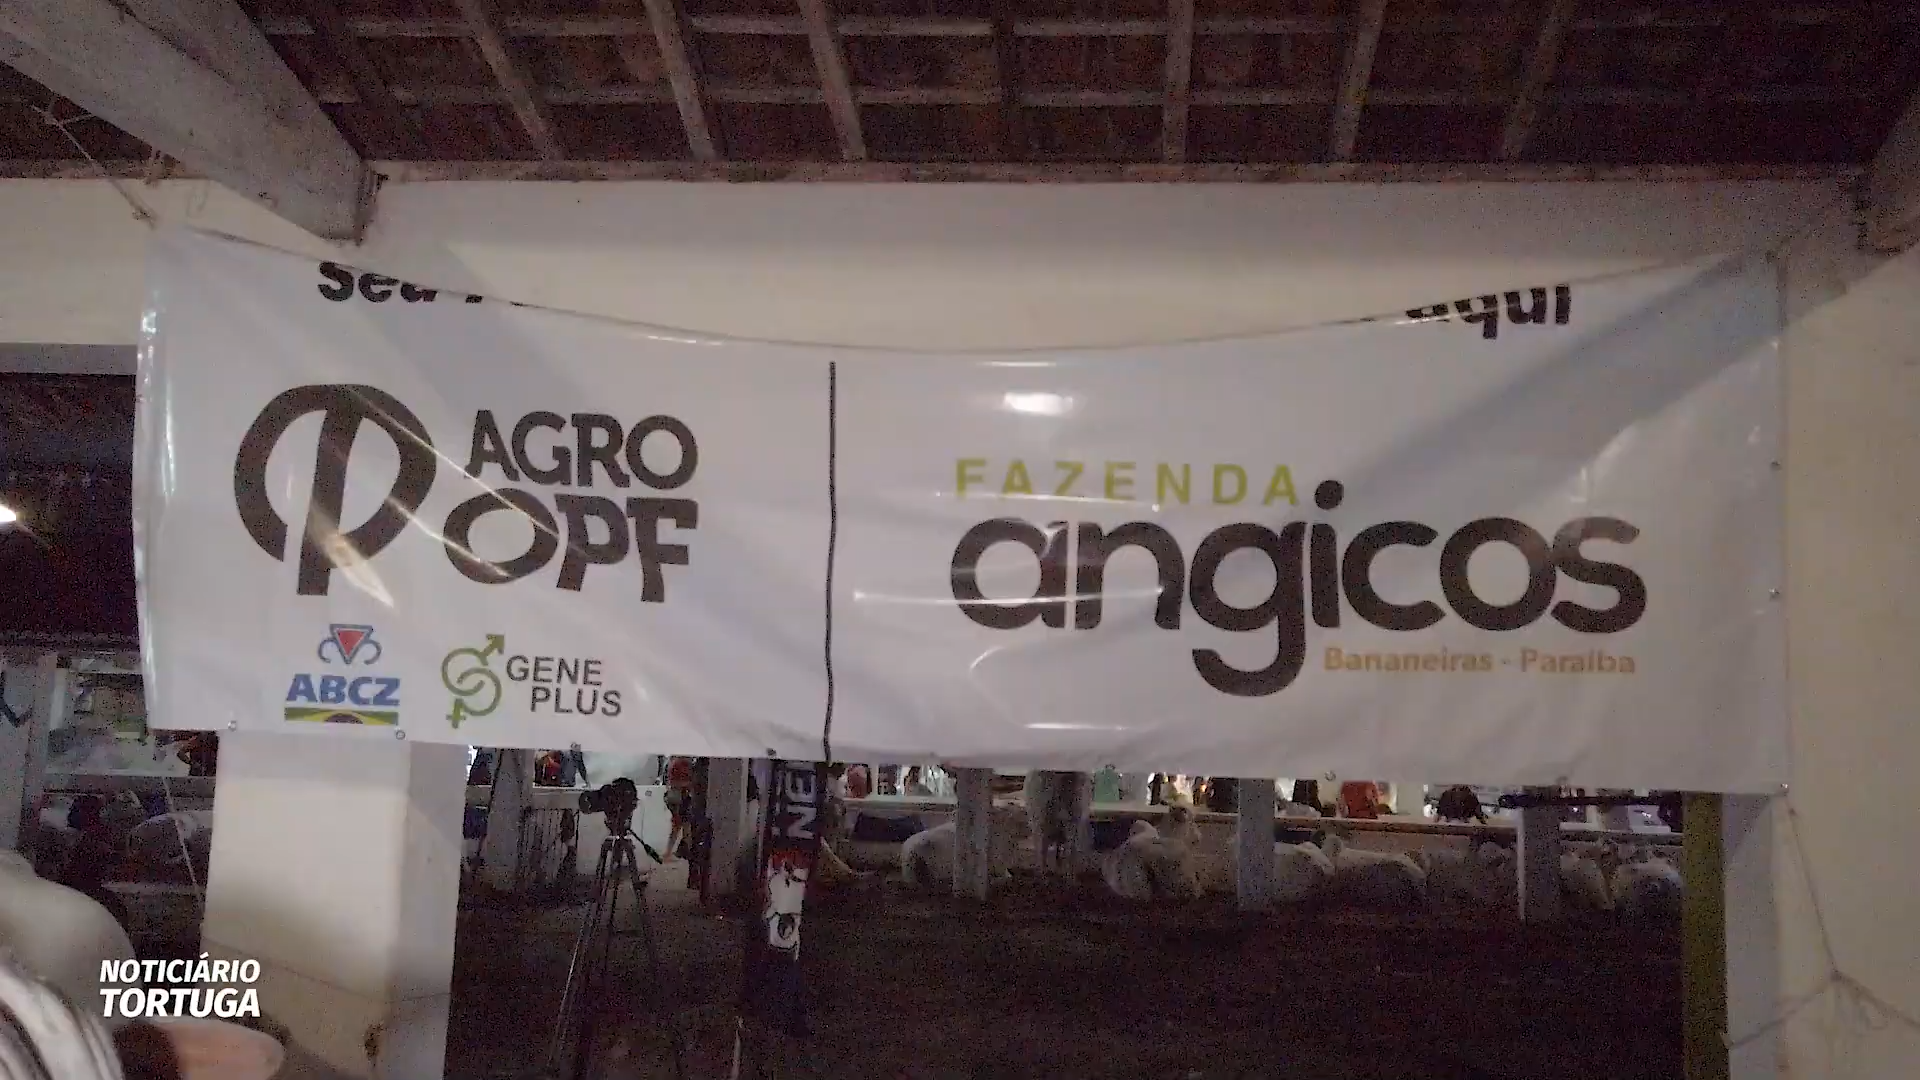 aqui
AGRO
OPF
ABCZ
GENE
PLUS
FAZENDA
angicos
Bananeiras - Paraíba
NOTICIÁRIO
TORTUGA